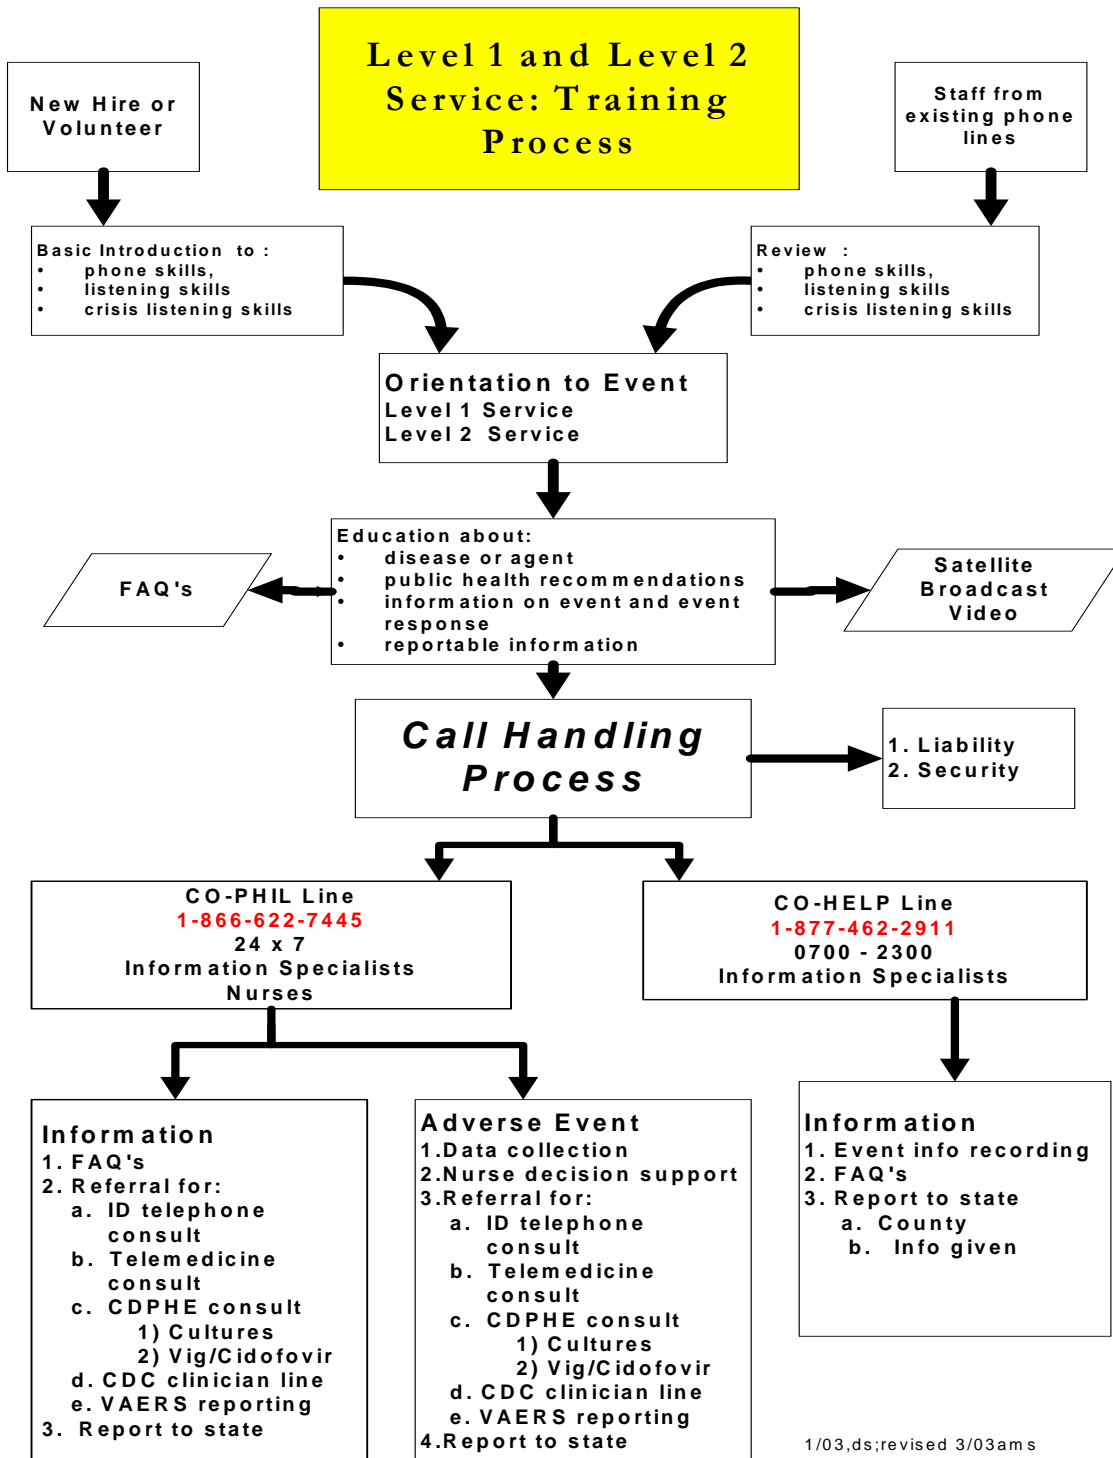 Level 1 and Level 2
Service: Training
Process
New Hire or
Volunteer
Staff from
existing phone
lines
Basic Introduction to :
• phone skills,
• listening skills
• crisis listening skills
Review :
• phone skills,
• listening skills
• crisis listening skills
Orientation to Event
Level 1 Service
Level 2 Service
Education about:
• disease or agent
• public health recommendations
• information on event and event
response
• reportable information
FAQ's
Satellite
Broadcast
Video
Call Handling
Process
1. Liability
2. Security
CO-PHIL Line
1-866-622-7445
24 x 7
Information Specialists
Nurses
CO-HELP Line
1-877-462-2911
0700 - 2300
Information Specialists
Information
1. FAQ's
2. Referral for:
a. ID telephone
consult
b. Telemedicine
consult
c. CDPHE consult
1) Cultures
2) Vig/Cidofovir
d. CDC clinician line
e. VAERS reporting
3. Report to state
Adverse Event
1.Data collection
2.Nurse decision support
3.Referral for:
a. ID telephone
consult
b. Telemedicine
consult
c. CDPHE consult
1) Cultures
2) Vig/Cidofovir
d. CDC clinician line
e. VAERS reporting
4.Report to state
Information
1. Event info recording
2. FAQ's
3. Report to state
a. County
b. Info given
1/03,ds;revised 3/03ams